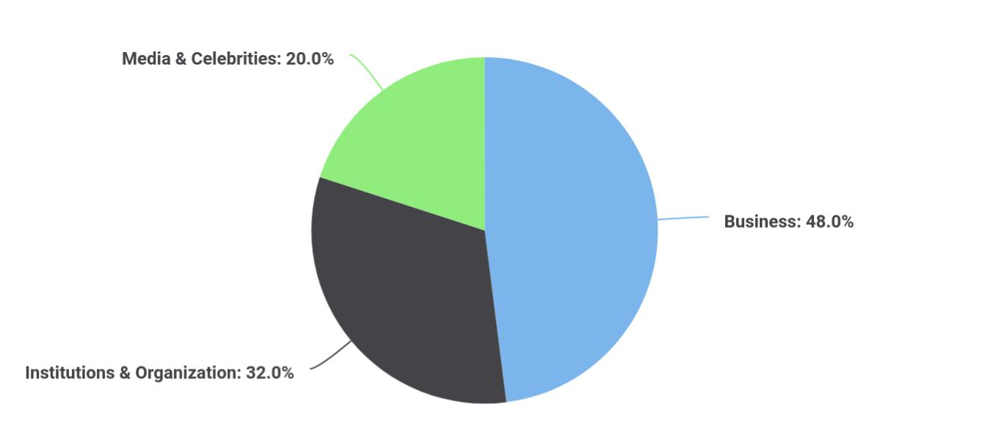 Media & Celebrities: 20.0%
Business: 48.0%
Institutions & Organization: 32.0%